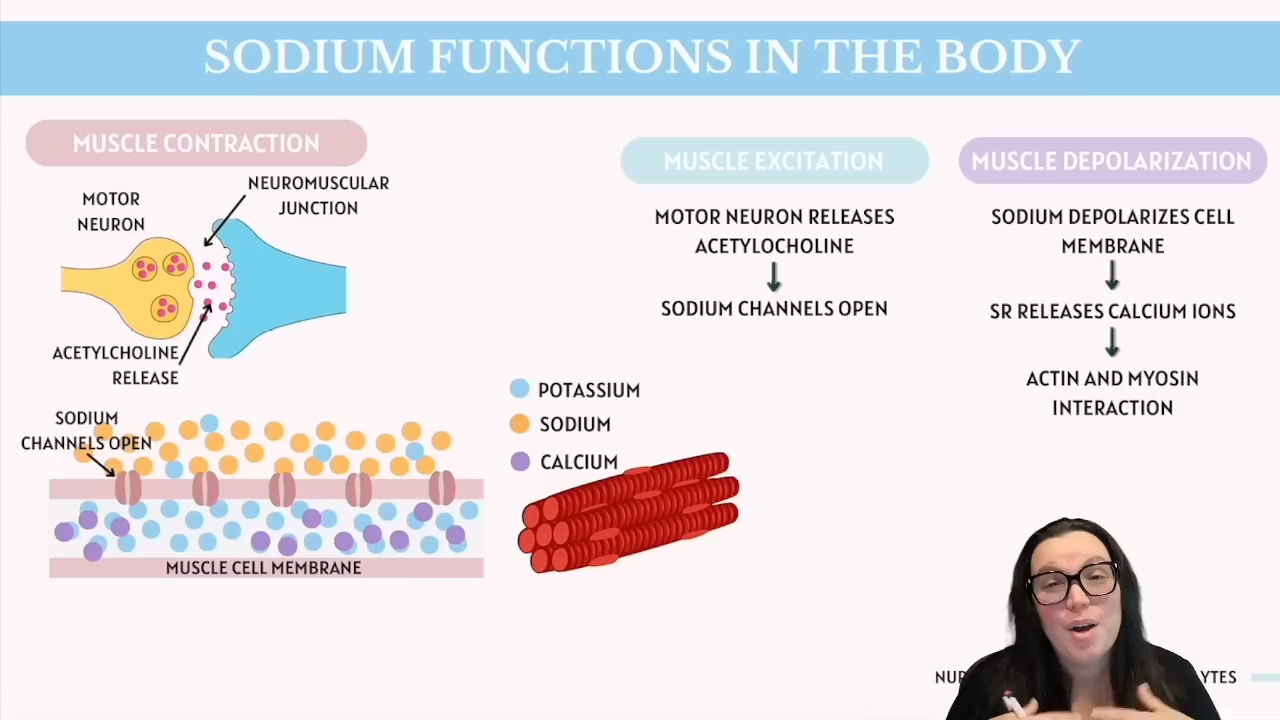 SODIUM FUNCTIONS IN THE BODY
MUSCLE CONTRACTION
MOTOR
NEURON
NEUROMUSCULAR
JUNCTION
ACETYLCHOLINE
RELEASE
SODIUM
CHANNELS OPEN
MUSCLE CELL MEMBRANE
POTASSIUM
SODIUM
CALCIUM
MUSCLE EXCITATION
MOTOR NEURON RELEASES
ACETYLOCHOLINE
SODIUM CHANNELS OPEN
MUSCLE DEPOLARIZATION
SODIUM DEPOLARIZES CELL
MEMBRANE
SR RELEASES CALCIUM IONS
ACTIN AND MYOSIN
INTERACTION